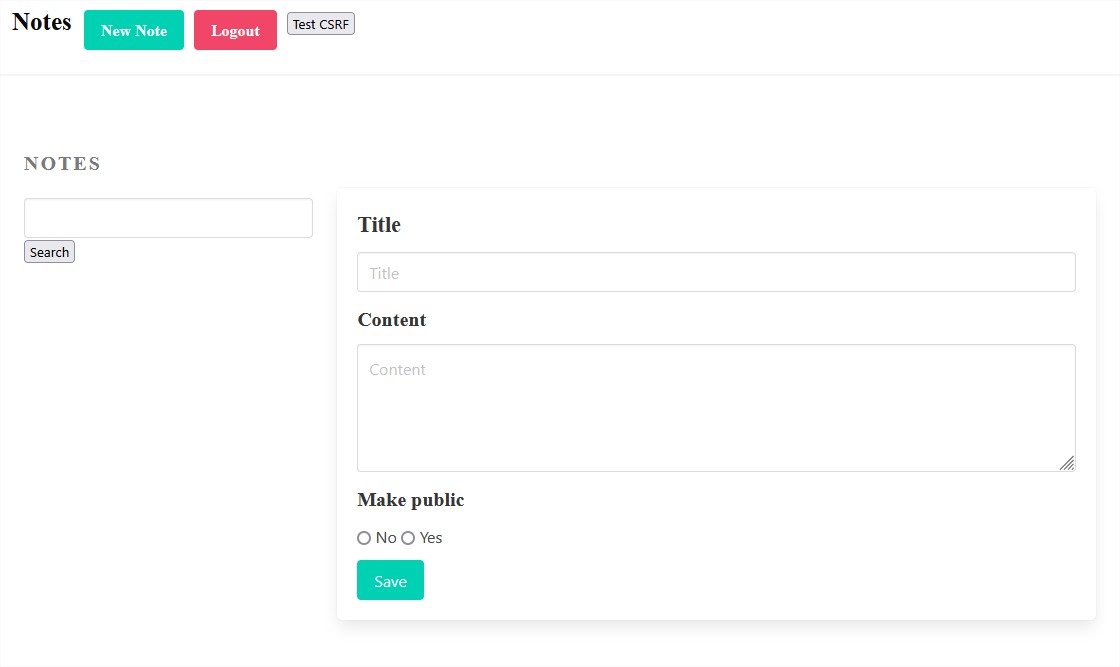 Notes New Note Logout Test CSRF
NOTES
Search
Title
Title
Content
Content
Make public
No Yes
Save